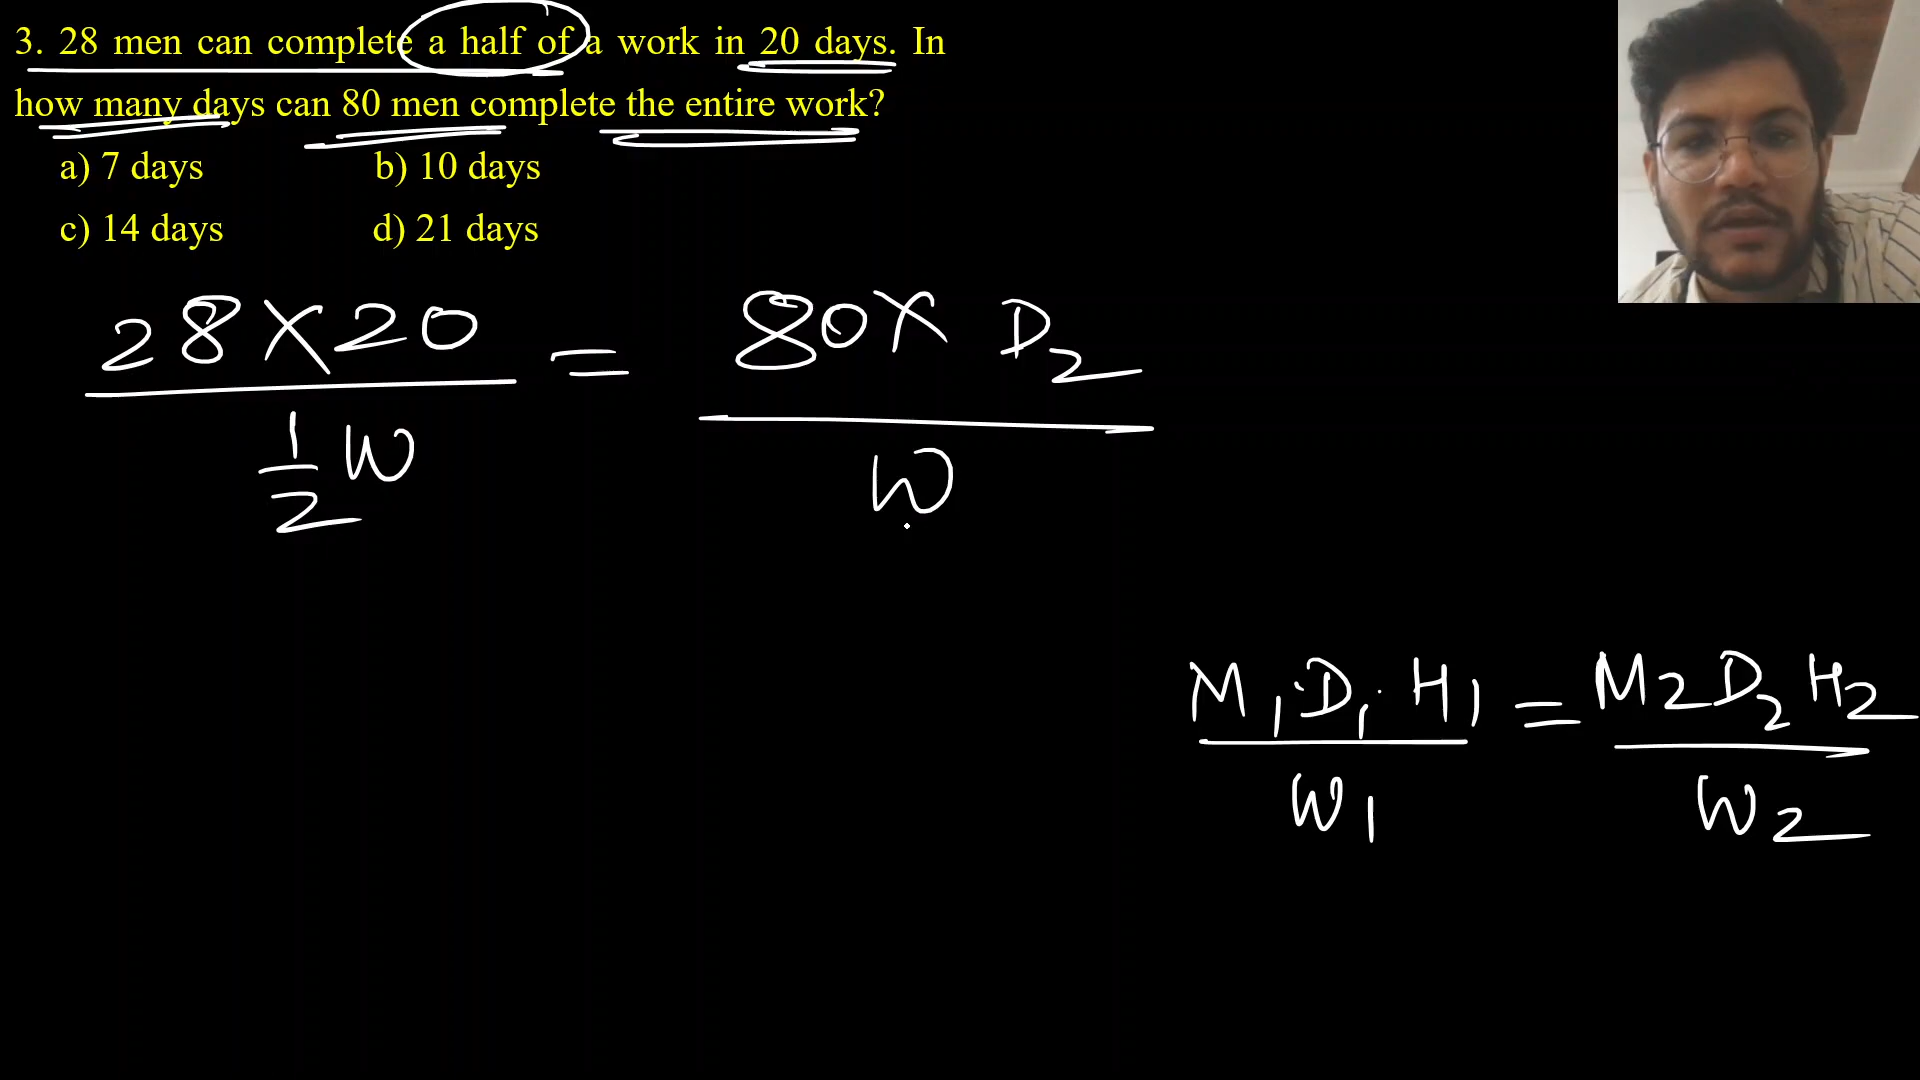 3. 28 men can complete a half of a work in 20 days. In
how many days can 80 men complete the entire work?
a) 7 days b) 10 days
c) 14 days d) 21 days
28 X 20 = 80 X D2
1/2 W W
M1 . D1 . H1 = M2 D2 H2
W1 W2